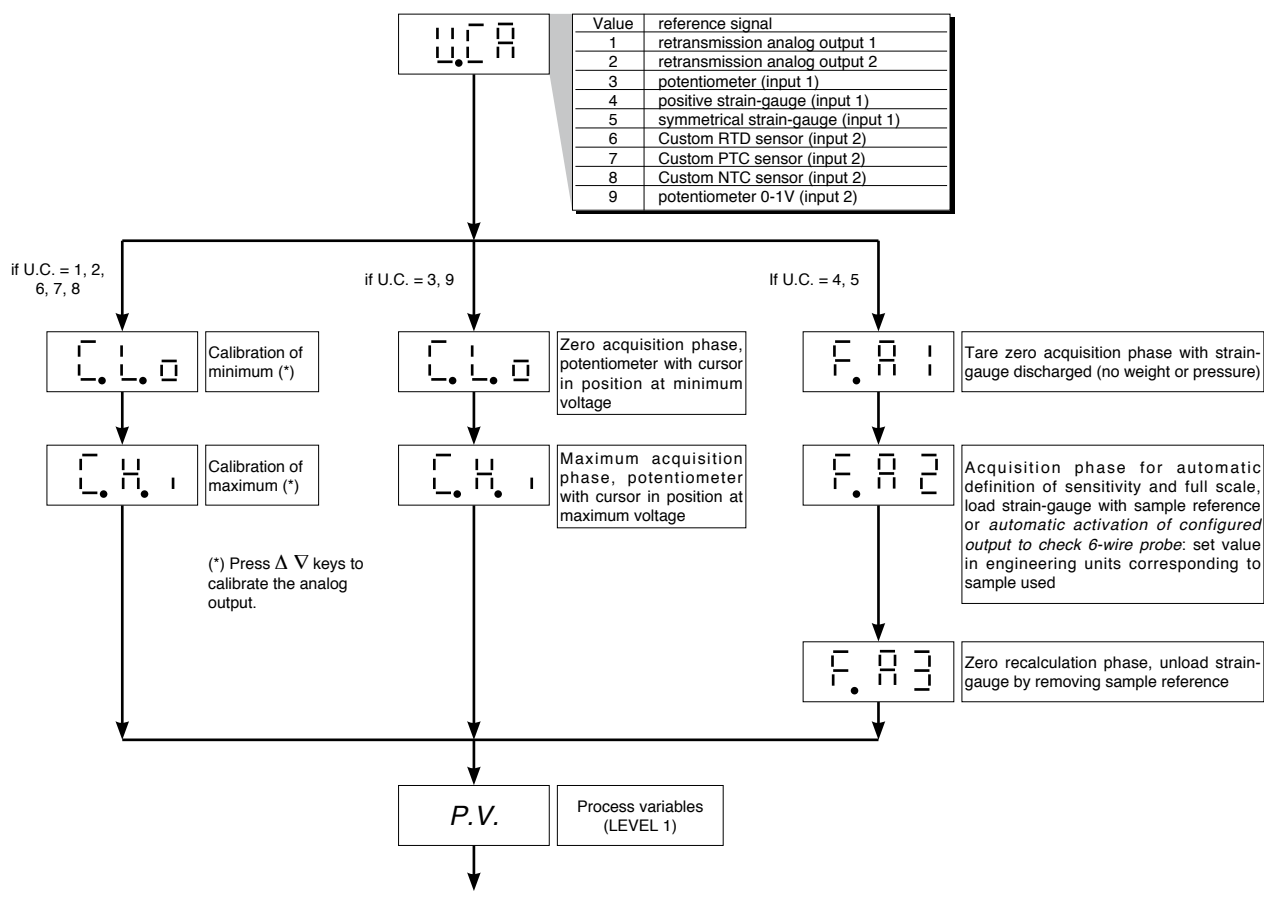 U.CA
Value reference signal
1 retransmission analog output 1
2 retransmission analog output 2
3 potentiometer (input 1)
4 positive strain-gauge (input 1)
5 symmetrical strain-gauge (input 1)
6 Custom RTD sensor (input 2)
7 Custom PTC sensor (input 2)
8 Custom NTC sensor (input 2)
9 potentiometer 0-1V (input 2)
if U.C. = 1, 2,
6, 7, 8
if U.C. = 3, 9
If U.C. = 4, 5
C.L.o
Calibration of
minimum (*)
C.H.i
Calibration of
maximum (*)
(*) Press Δ ∇ keys to
calibrate the analog
output.
C.L.o
Zero acquisition phase,
potentiometer with cursor
in position at minimum
voltage
C.H.i
Maximum acquisition
phase, potentiometer
with cursor in position at
maximum voltage
F.A1
Tare zero acquisition phase with strain-
gauge discharged (no weight or pressure)
F.A2
Acquisition phase for automatic
definition of sensitivity and full scale,
load strain-gauge with sample reference
or automatic activation of configured
output to check 6-wire probe: set value
in engineering units corresponding to
sample used
F.A3
Zero recalculation phase, unload strain-
gauge by removing sample reference
P.V.
Process variables
(LEVEL 1)